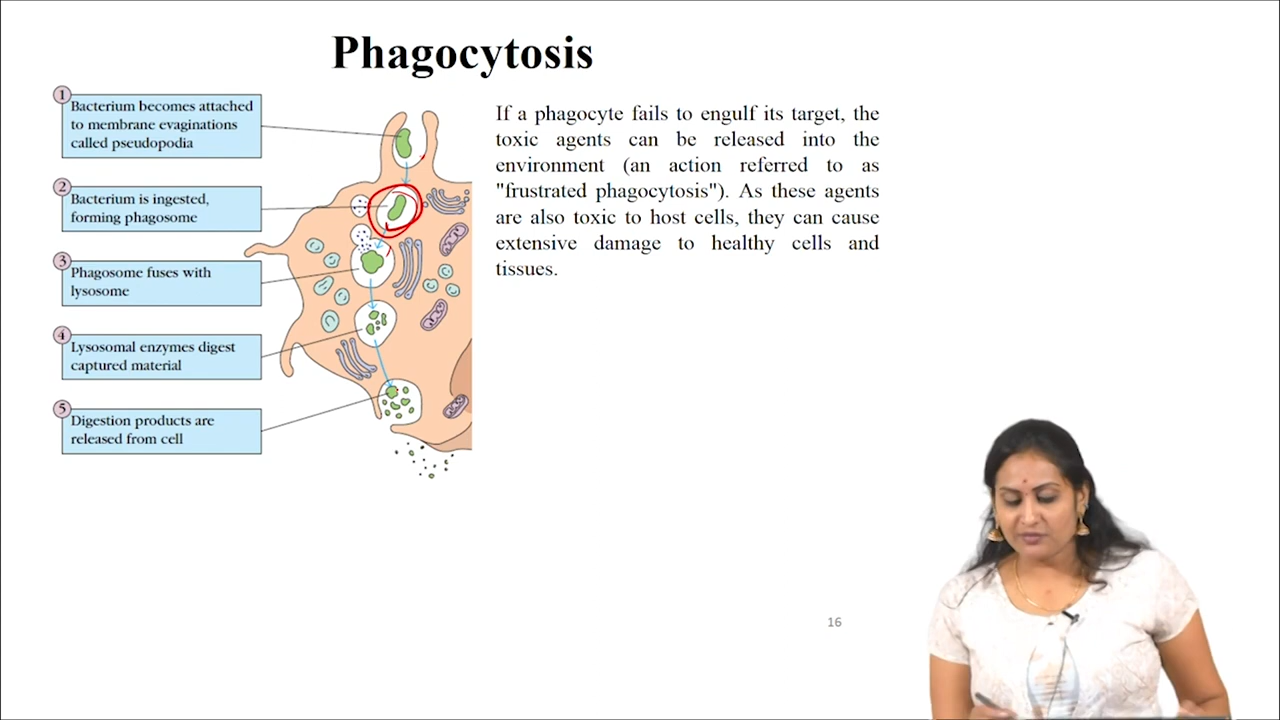 Phagocytosis
1
Bacterium becomes attached
to membrane evaginations
called pseudopodia
2
Bacterium is ingested,
forming phagosome
3
Phagosome fuses with
lysosome
4
Lysosomal enzymes digest
captured material
5
Digestion products are
released from cell
If a phagocyte fails to engulf its target, the
toxic agents can be released into the
environment (an action referred to as
"frustrated phagocytosis"). As these agents
are also toxic to host cells, they can cause
extensive damage to healthy cells and
tissues.
16